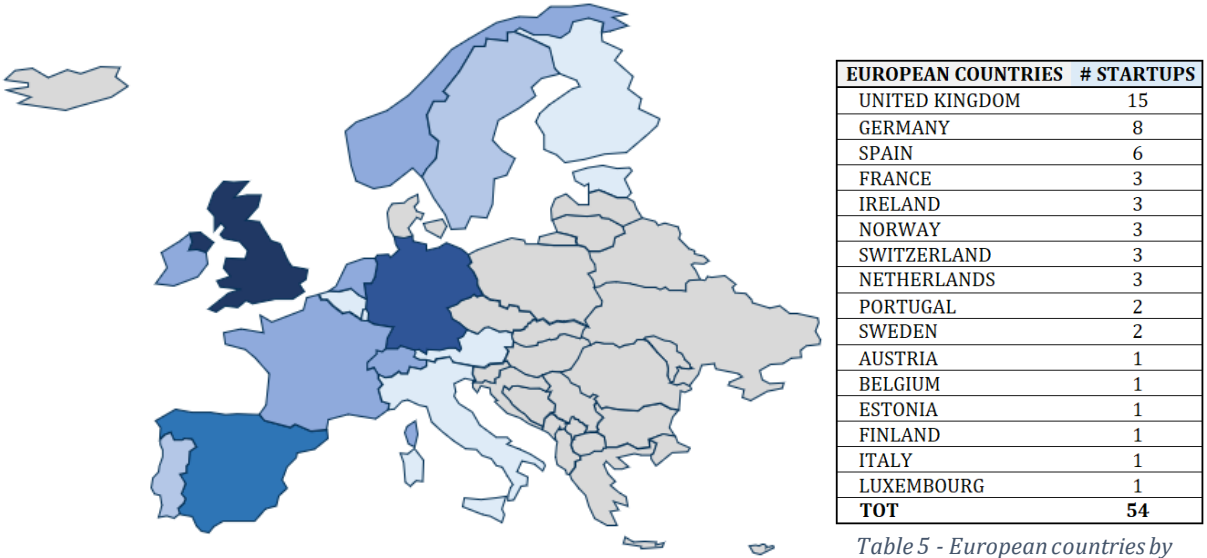 EUROPEAN COUNTRIES # STARTUPS
UNITED KINGDOM 15
GERMANY 8
SPAIN 6
FRANCE 3
IRELAND 3
NORWAY 3
SWITZERLAND 3
NETHERLANDS 3
PORTUGAL 2
SWEDEN 2
AUSTRIA 1
BELGIUM 1
ESTONIA 1
FINLAND 1
ITALY 1
LUXEMBOURG 1
TOT 54
Table 5 - European countries by